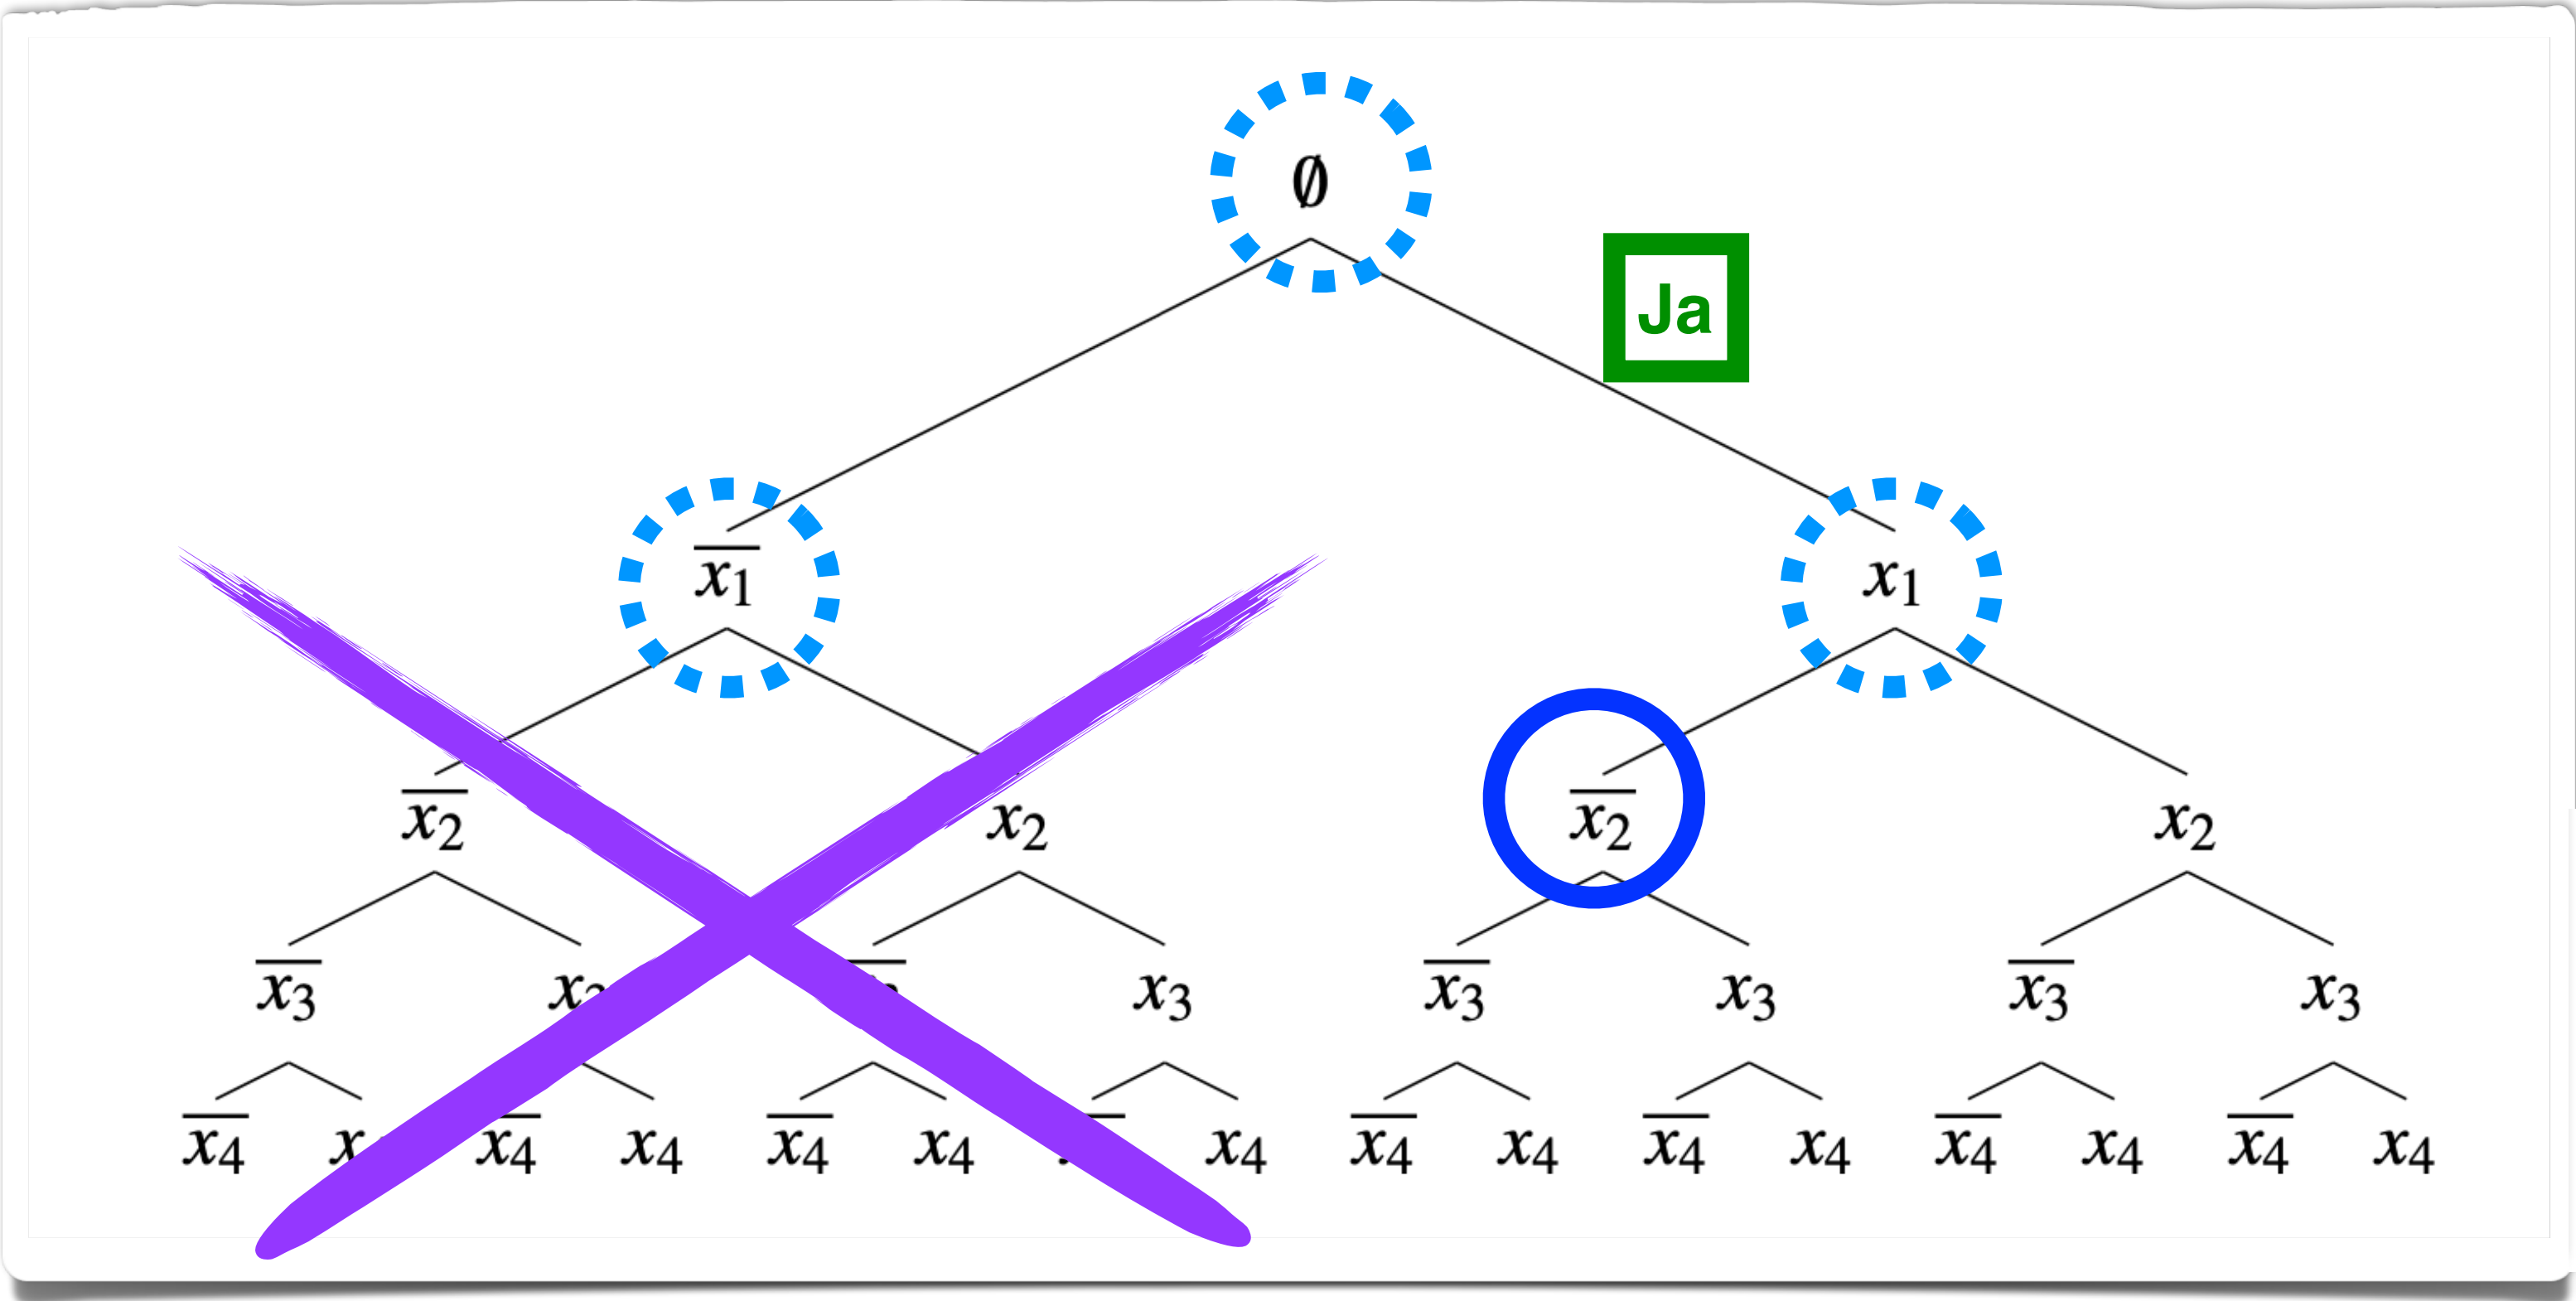 ∅
Ja
x̅₁ x₁
x̅₂ x₂ x̅₂ x₂
x̅₃ x₃ x̅₃ x₃ x̅₃ x₃
x̅₄ x̅₄ x₄ x̅₄ x₄ x₄ x̅₄ x₄ x̅₄ x₄ x̅₄ x₄ x̅₄ x₄